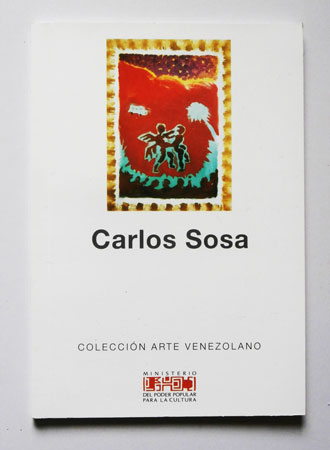 Carlos Sosa
COLECCIÓN ARTE VENEZOLANO
MINISTERIO
DEL PODER POPULAR
PARA LA CULTURA